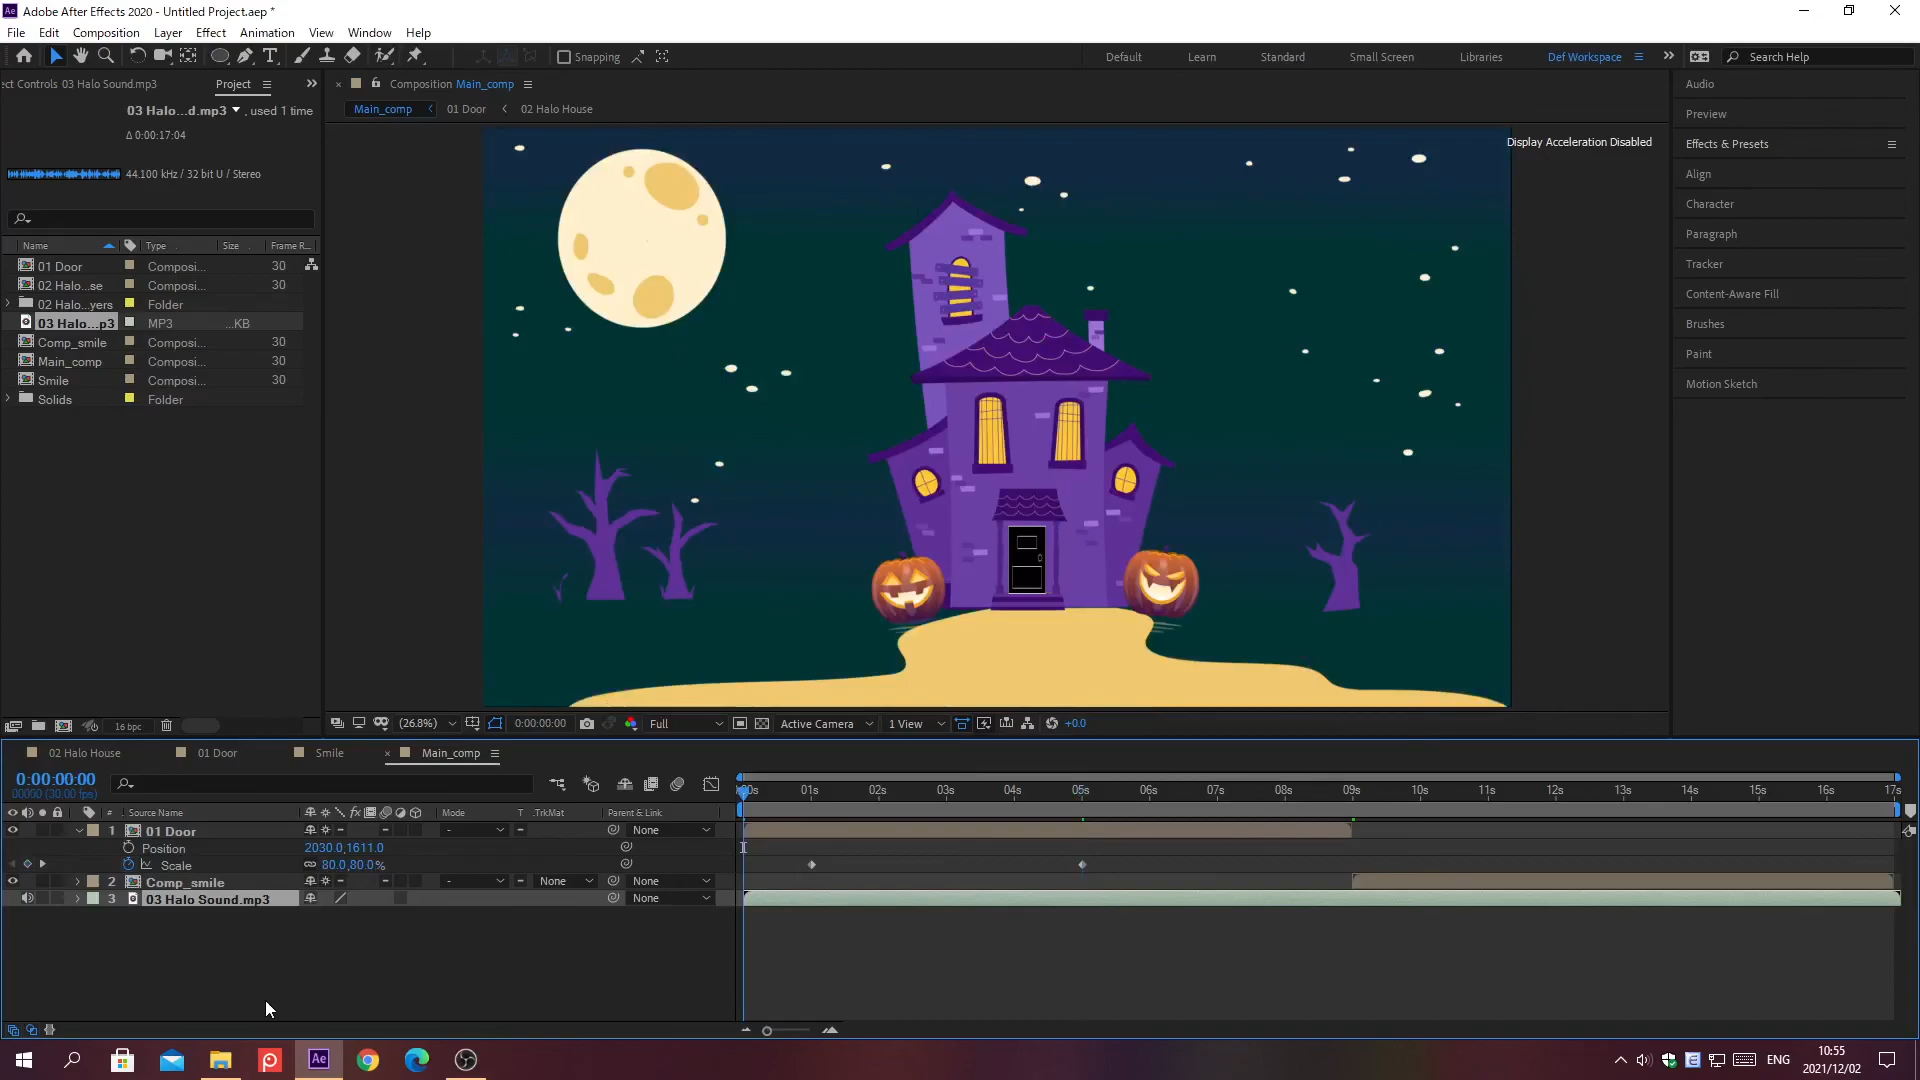 Adobe After Effects 2020 - Untitled Project.aep *
File Edit Composition Layer Effect Animation View Window Help
Snapping Default Learn Standard Small Screen Libraries Def Workspace Search Help
ect Controls 03 Halo Sound.mp3 Project
03 Halo...d.mp3 , used 1 time
Δ 0:00:17:04
44.100 kHz / 32 bit U / Stereo
Name Type Size Frame R...
01 Door Composi... 30
02 Halo...se Composi... 30
02 Halo...yers Folder
03 Halo...p3 MP3 ...KB
Comp_smile Composi... 30
Main_comp Composi... 30
Smile Composi... 30
Solids Folder
16 bpc
Composition Main_comp
Main_comp 01 Door 02 Halo House
Display Acceleration Disabled
(26.8%) 0:00:00:00 Full Active Camera 1 View +0.0
Audio
Preview
Effects & Presets
Align
Character
Paragraph
Tracker
Content-Aware Fill
Brushes
Paint
Motion Sketch
02 Halo House 01 Door Smile Main_comp
0:00:00:00
00000 (30.00 fps)
:00s 01s 02s 03s 04s 05s 06s 07s 08s 09s 10s 11s 12s 13s 14s 15s 16s 17s
# Source Name fx Mode T .TrkMat Parent & Link
1 01 Door - None
Position 2030.0,1611.0
Scale 80.0,80.0%
2 Comp_smile - None None
3 03 Halo Sound.mp3 None
Ae ENG 10:55
2021/12/02